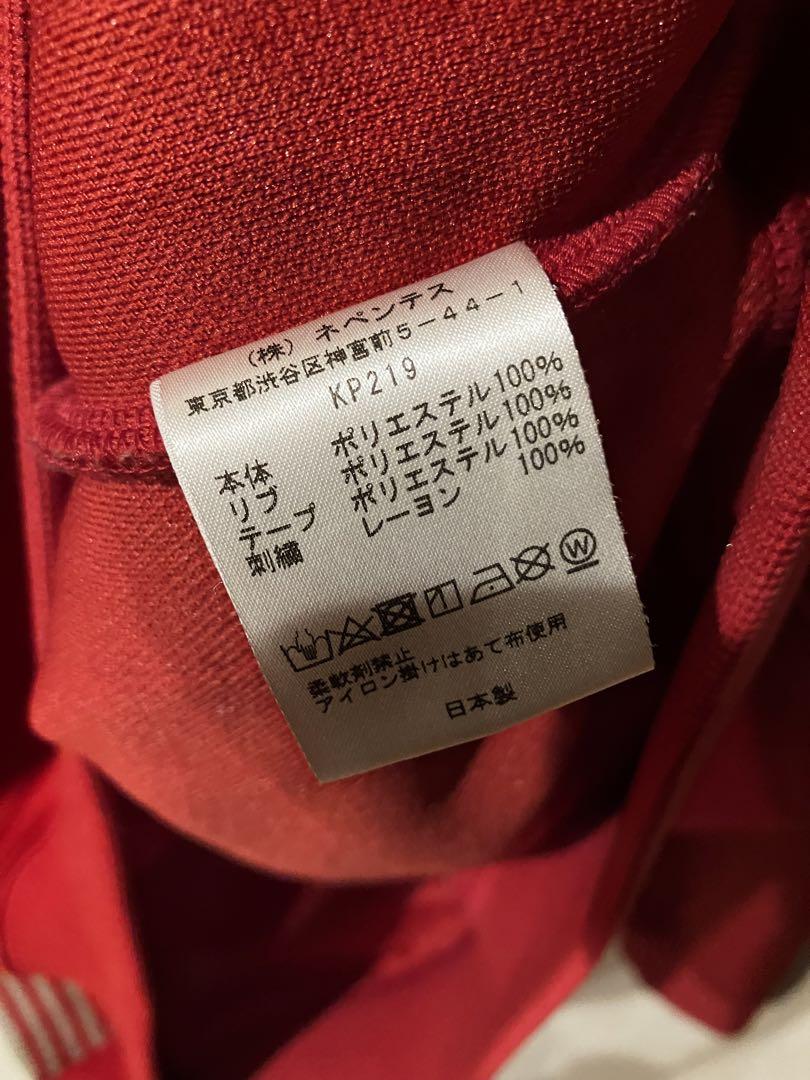 (株) ネペンテス
東京都渋谷区神宮前5-44-1
KP219
本体 ポリエステル100%
リブ ポリエステル100%
テープ ポリエステル100%
刺繍 レーヨン 100%
W
柔軟剤禁止
アイロン掛けはあて布使用
日本製